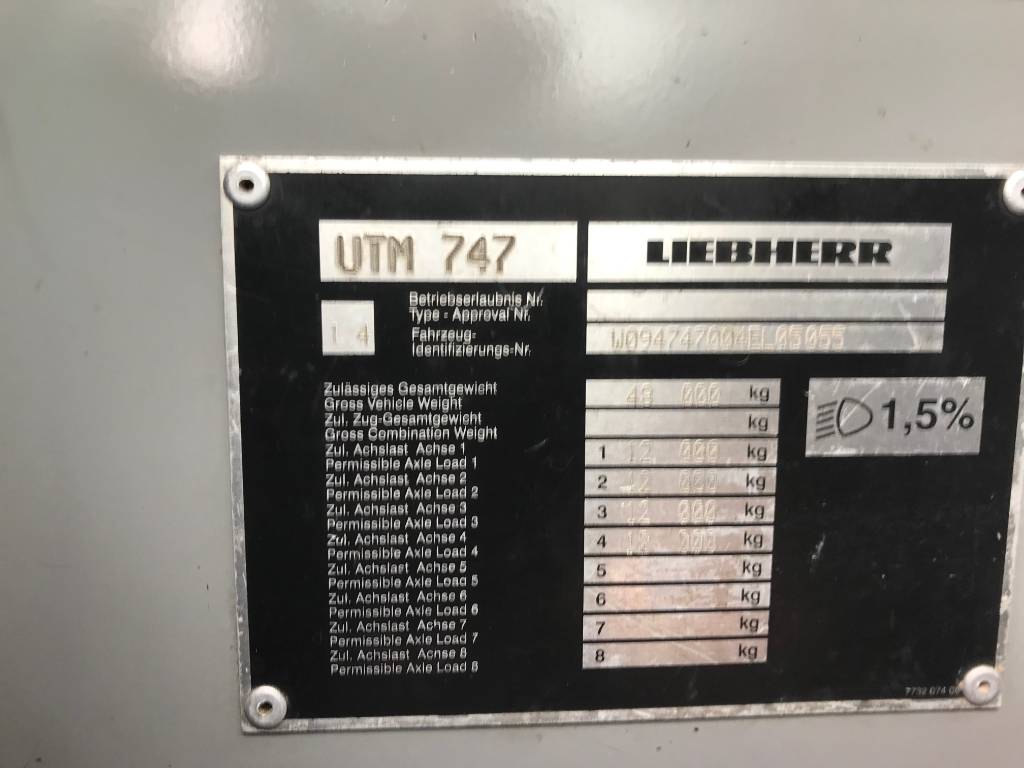 UTM 747
LIEBHERR
14
Betriebserlaubnis Nr.
Type - Approval Nr.
Fahrzeug-
Identifizierungs-Nr.
W094747004EL05055
Zulässiges Gesamtgewicht
Gross Vehicle Weight
48 000 kg
Zul. Zug-Gesamtgewicht
Gross Combination Weight
kg
Zul. Achslast Achse 1
Permissible Axle Load 1
1 12 000 kg
Zul. Achslast Achse 2
Permissible Axle Load 2
2 12 000 kg
Zul. Achslast Achse 3
Permissible Axle Load 3
3 12 000 kg
Zul. Achslast Achse 4
Permissible Axle Load 4
4 12 000 kg
Zul. Achslast Achse 5
Permissible Axle Load 5
5 kg
Zul. Achslast Achse 6
Permissible Axle Load 6
6 kg
Zul. Achslast Achse 7
Permissible Axle Load 7
7 kg
Zul. Achslast Achse 8
Permissible Axle Load 8
8 kg
1,5%
7732 074 08